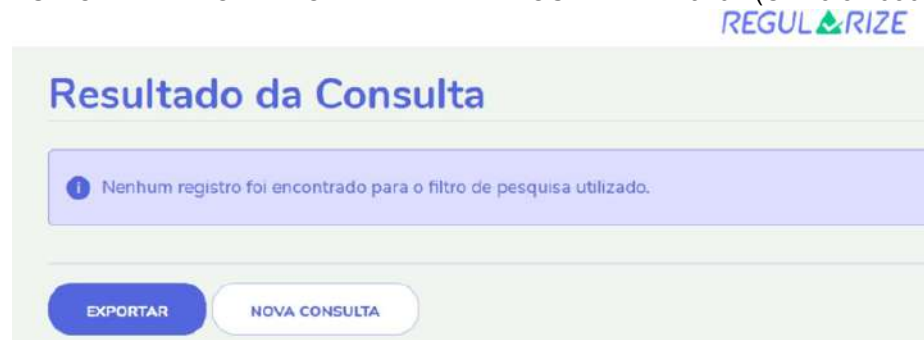 REGULARIZE
Resultado da Consulta
Nenhum registro foi encontrado para o filtro de pesquisa utilizado.
EXPORTAR
NOVA CONSULTA